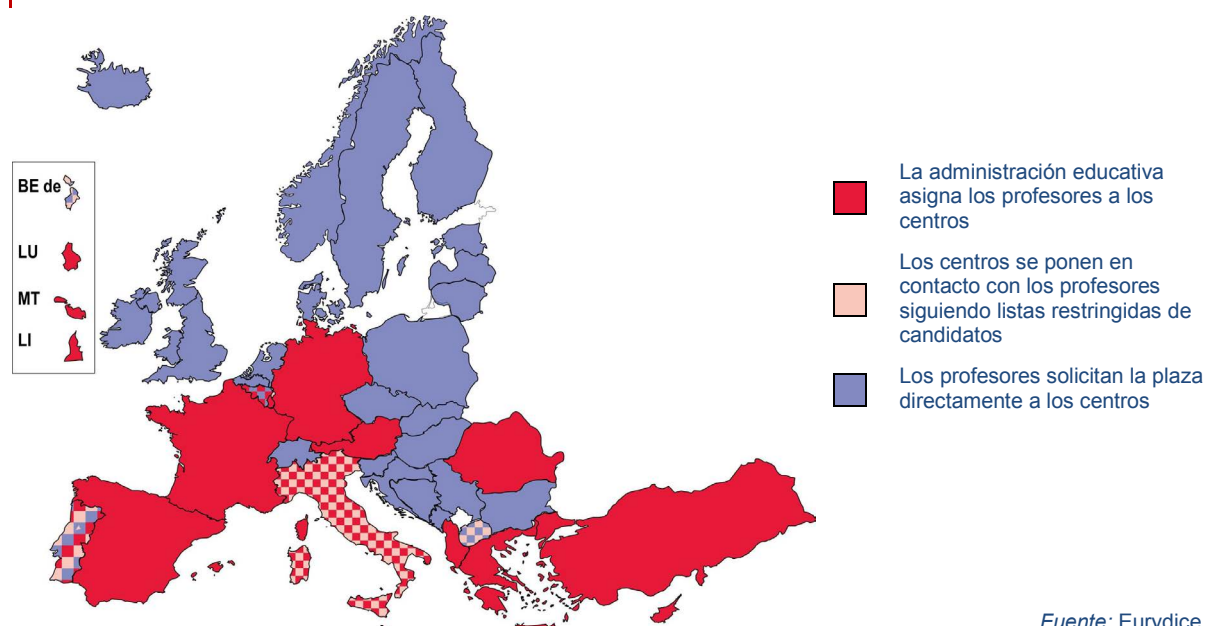 BE de
LU
MT
LI
La administración educativa
asigna los profesores a los
centros
Los centros se ponen en
contacto con los profesores
siguiendo listas restringidas de
candidatos
Los profesores solicitan la plaza
directamente a los centros
Fuente: Eurydice